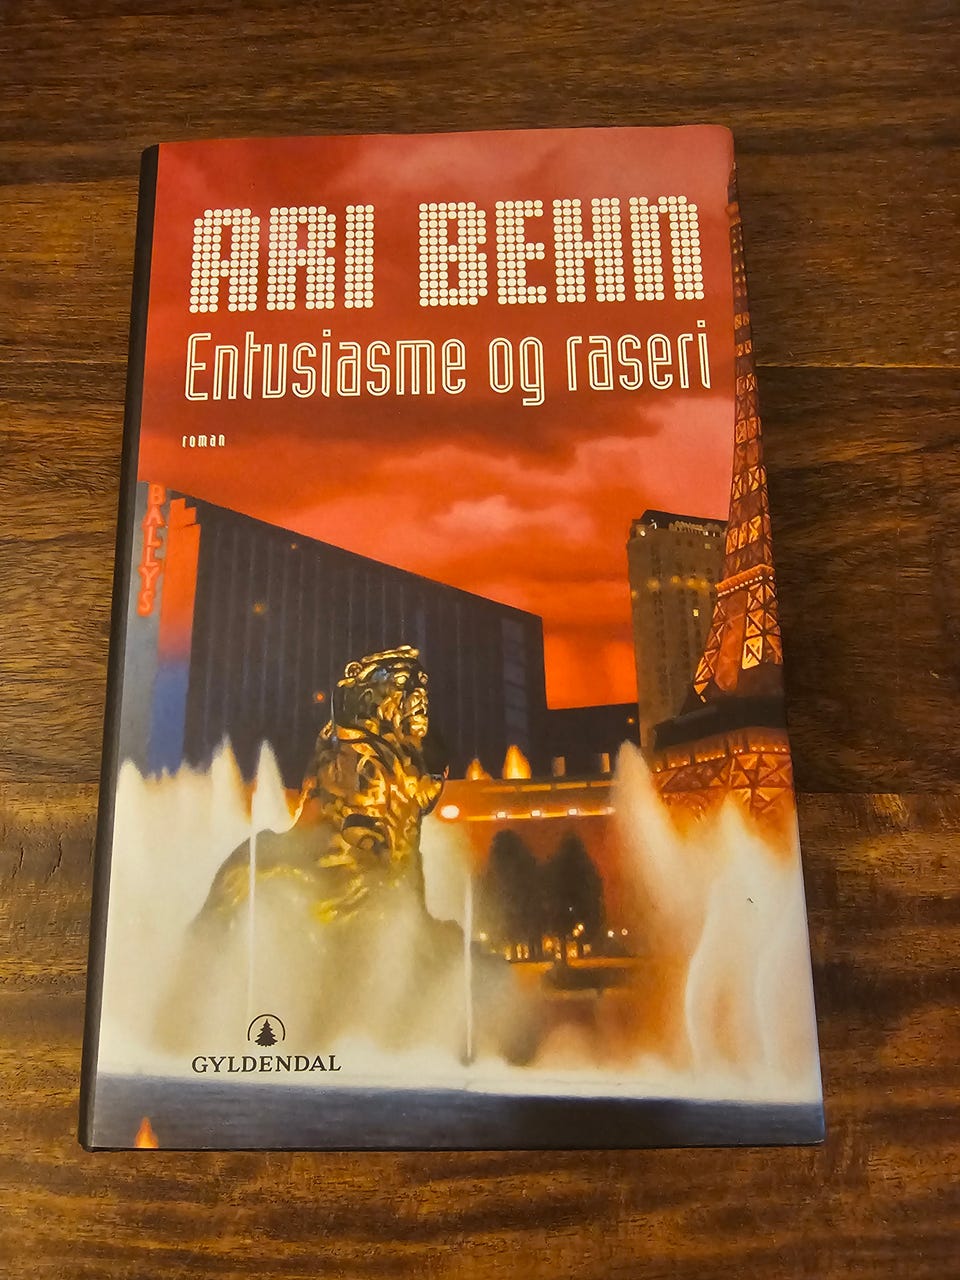 ARI BEHN
Entusiasme og raseri
roman
BALLYS
GYLDENDAL